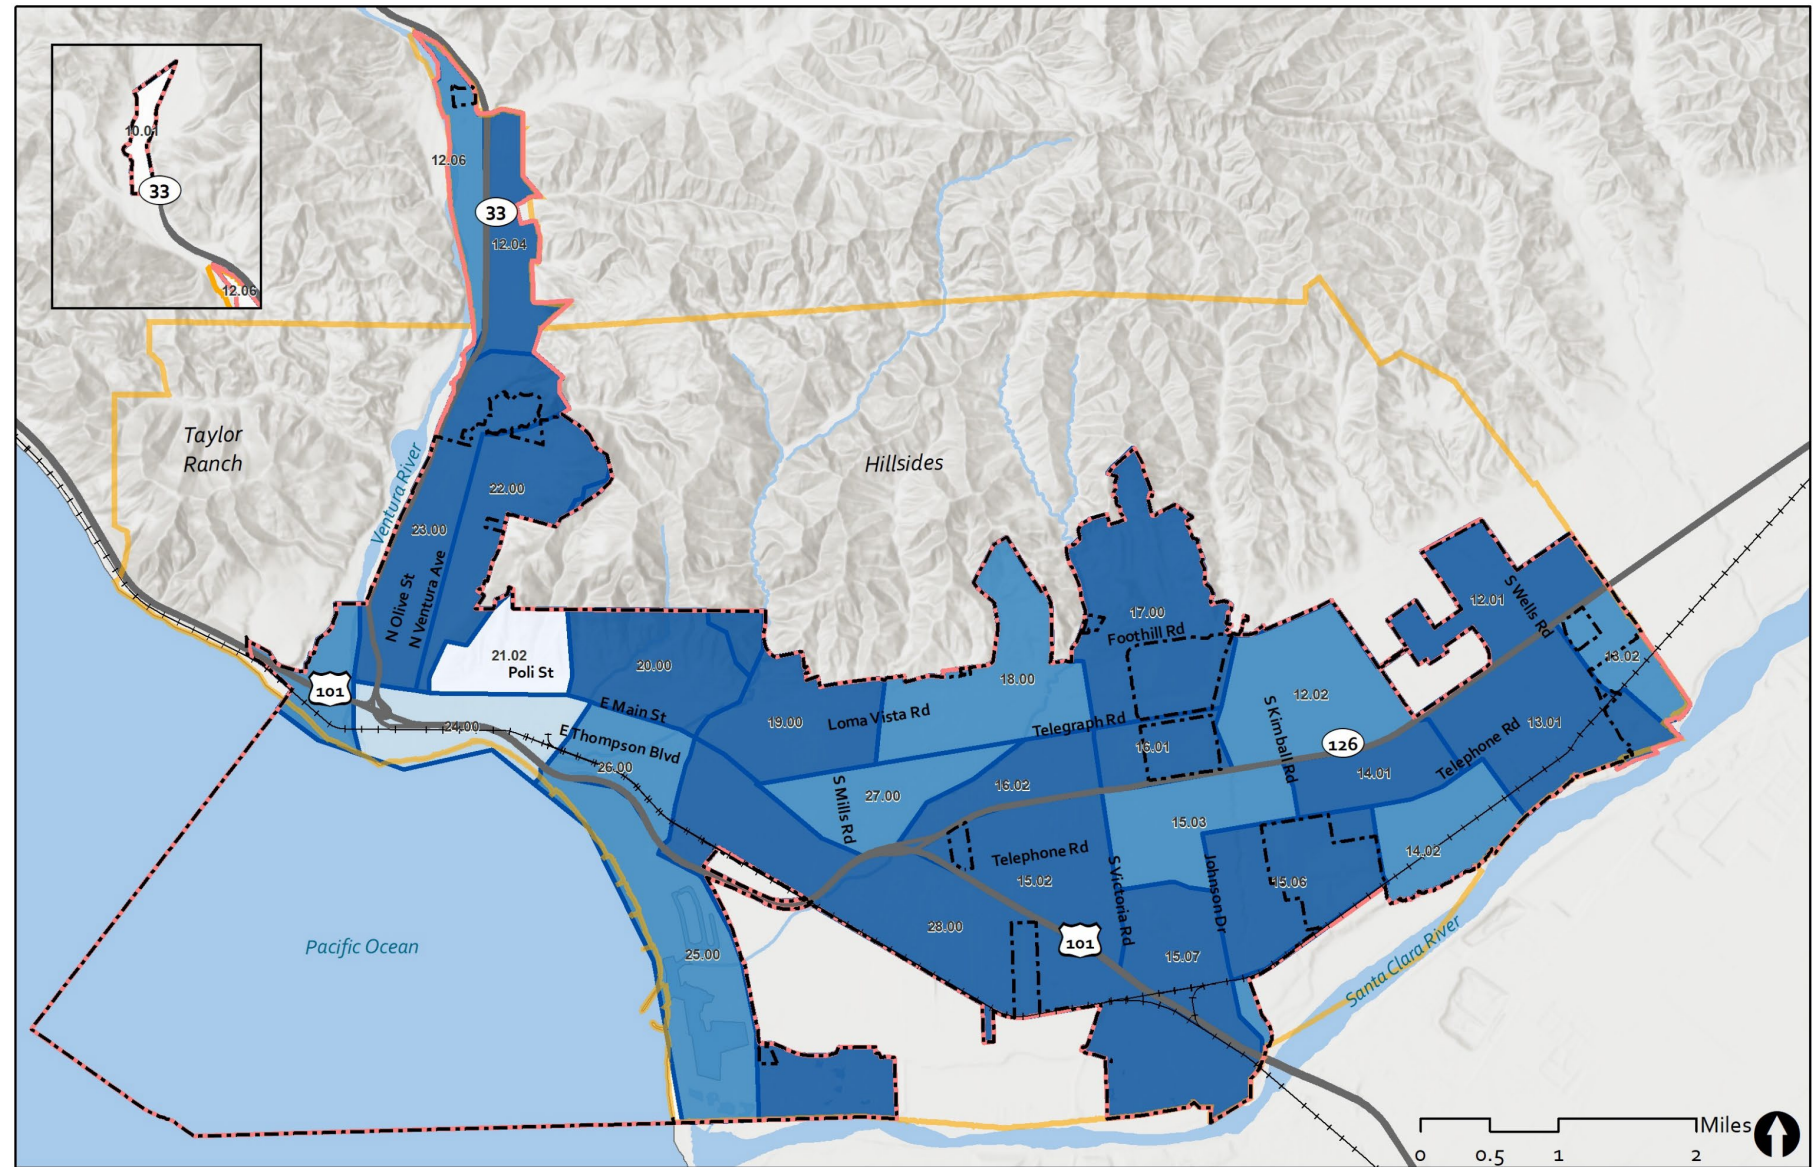 10.01
33
12.06
12.06
33
12.04
Taylor
Ranch
Hillsides
Ventura River
22.00
23.00
N Olive St
N Ventura Ave
17.00
Foothill Rd
12.01
S Wells Rd
21.02
Poli St
20.00
18.00
13.02
101
12.02
E Main St
19.00
Loma Vista Rd
Telegraph Rd
S Kimball Rd
13.01
24.00
E Thompson Blvd
16.01
126
Telephone Rd
26.00
S Mills Rd
27.00
16.02
14.01
15.03
Telephone Rd
15.02
14.02
S Victoria Rd
Johnson Dr
15.06
28.00
101
Pacific Ocean
25.00
15.07
Santa Clara River
Miles
0 0.5 1 2